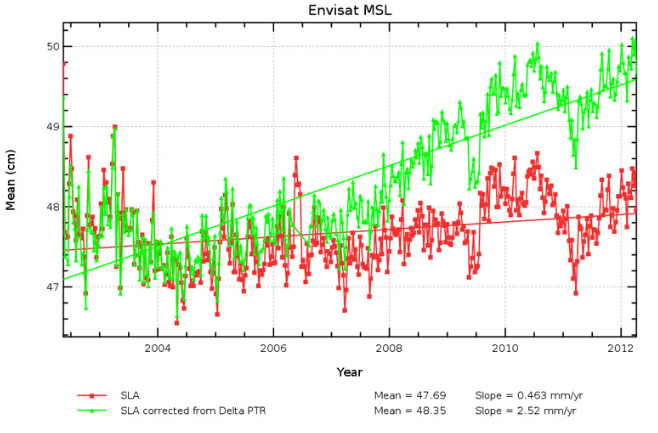 Envisat MSL
50
49
48
47
Mean (cm)
2004 2006 2008 2010 2012
Year
SLA Mean = 47.69 Slope = 0.463 mm/yr
SLA corrected from Delta PTR Mean = 48.35 Slope = 2.52 mm/yr